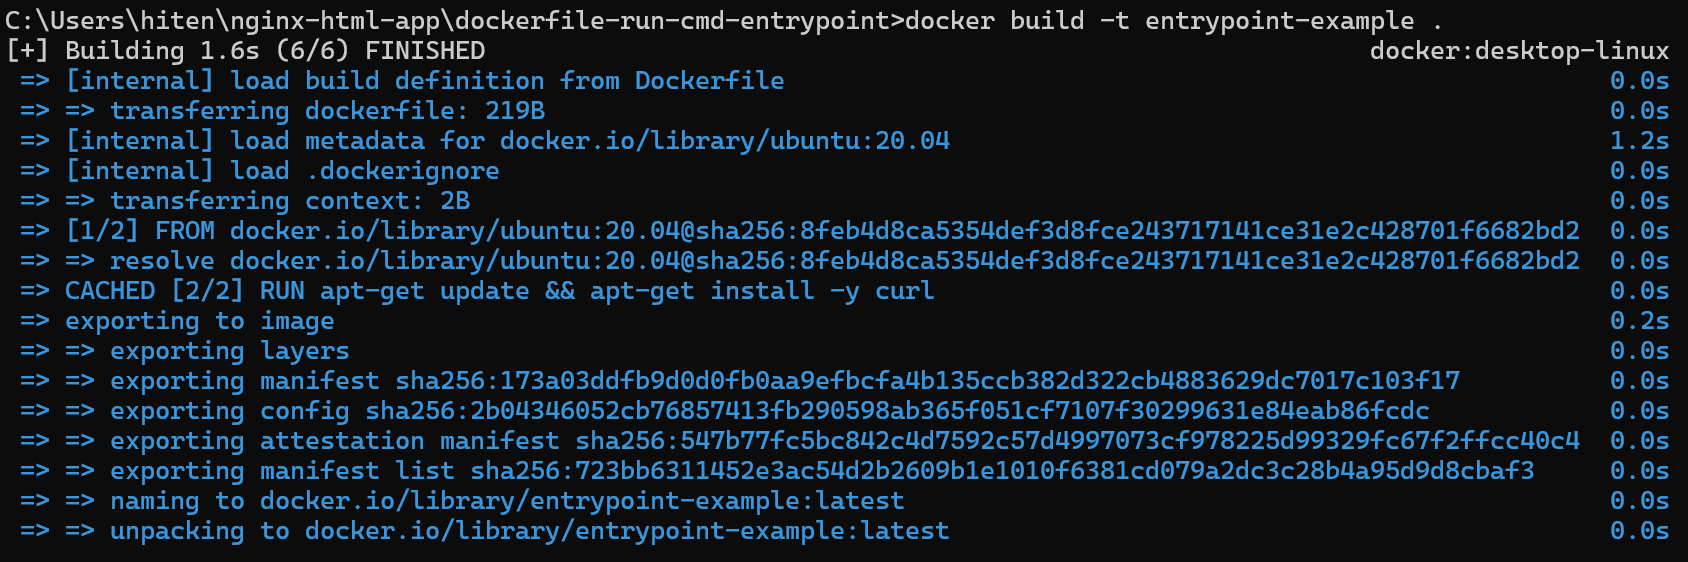 C:\Users\hiten\nginx-html-app\dockerfile-run-cmd-entrypoint>docker build -t entrypoint-example .
[+] Building 1.6s (6/6) FINISHED docker:desktop-linux
=> [internal] load build definition from Dockerfile 0.0s
=> => transferring dockerfile: 219B 0.0s
=> [internal] load metadata for docker.io/library/ubuntu:20.04 1.2s
=> [internal] load .dockerignore 0.0s
=> => transferring context: 2B 0.0s
=> [1/2] FROM docker.io/library/ubuntu:20.04@sha256:8feb4d8ca5354def3d8fce243717141ce31e2c428701f6682bd2 0.0s
=> => resolve docker.io/library/ubuntu:20.04@sha256:8feb4d8ca5354def3d8fce243717141ce31e2c428701f6682bd2 0.0s
=> CACHED [2/2] RUN apt-get update && apt-get install -y curl 0.0s
=> exporting to image 0.2s
=> => exporting layers 0.0s
=> => exporting manifest sha256:173a03ddfb9d0d0fb0aa9efbcfa4b135ccb382d322cb4883629dc7017c103f17 0.0s
=> => exporting config sha256:2b04346052cb76857413fb290598ab365f051cf7107f30299631e84eab86fcdc 0.0s
=> => exporting attestation manifest sha256:547b77fc5bc842c4d7592c57d4997073cf978225d99329fc67f2ffcc40c4 0.0s
=> => exporting manifest list sha256:723bb6311452e3ac54d2b2609b1e1010f6381cd079a2dc3c28b4a95d9d8cbaf3 0.0s
=> => naming to docker.io/library/entrypoint-example:latest 0.0s
=> => unpacking to docker.io/library/entrypoint-example:latest 0.0s